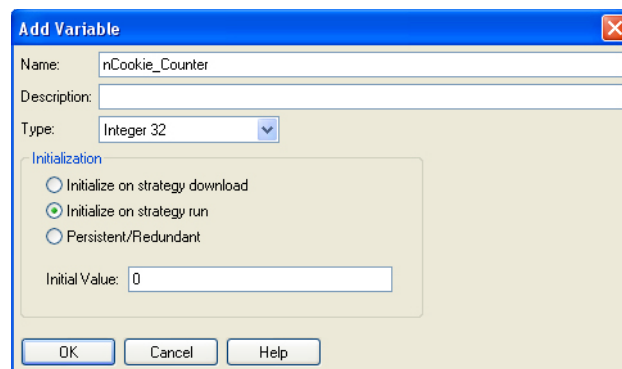 Add Variable
Name: nCookie_Counter
Description:
Type: Integer 32
Initialization
Initialize on strategy download
Initialize on strategy run
Persistent/Redundant
Initial Value: 0
OK Cancel Help